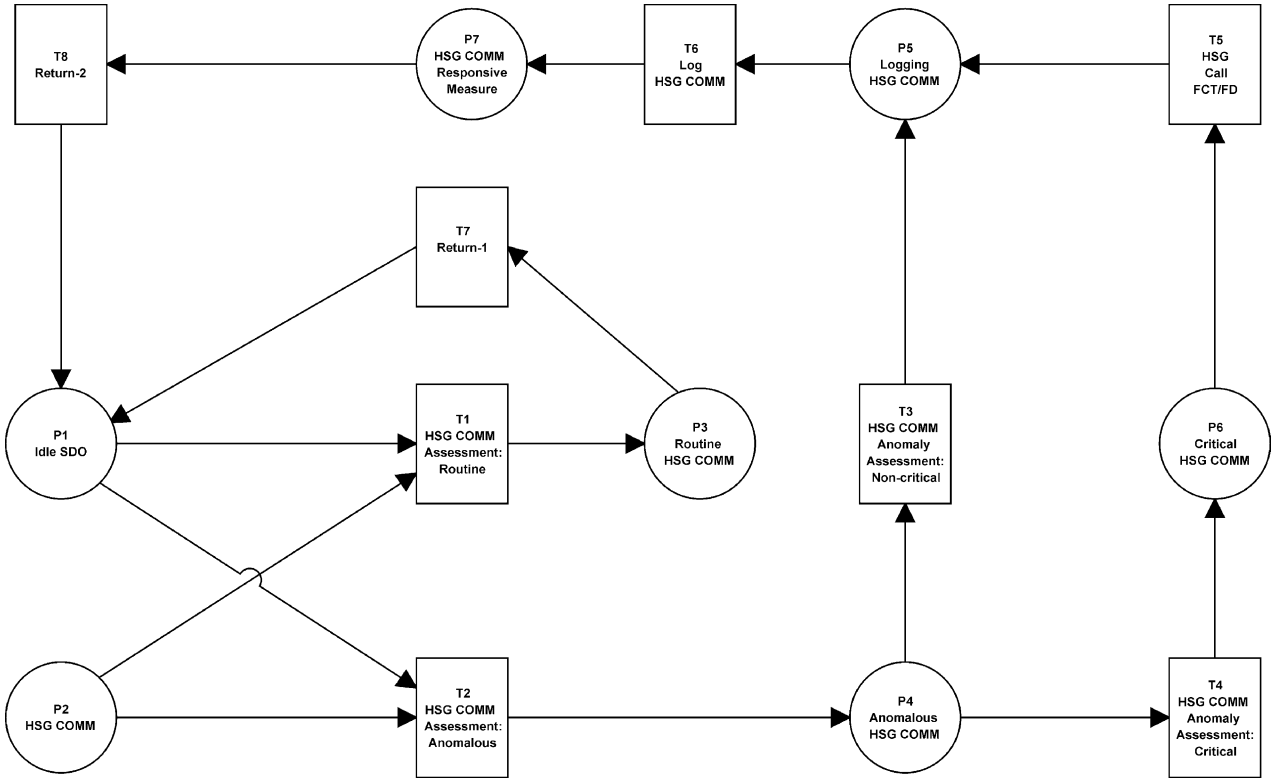 T8
Return-2
P7
HSG COMM
Responsive
Measure
T6
Log
HSG COMM
P5
Logging
HSG COMM
T5
HSG
Call
FCT/FD
T7
Return-1
P1
Idle SDO
T1
HSG COMM
Assessment:
Routine
P3
Routine
HSG COMM
T3
HSG COMM
Anomaly
Assessment:
Non-critical
P6
Critical
HSG COMM
P2
HSG COMM
T2
HSG COMM
Assessment:
Anomalous
P4
Anomalous
HSG COMM
T4
HSG COMM
Anomaly
Assessment:
Critical